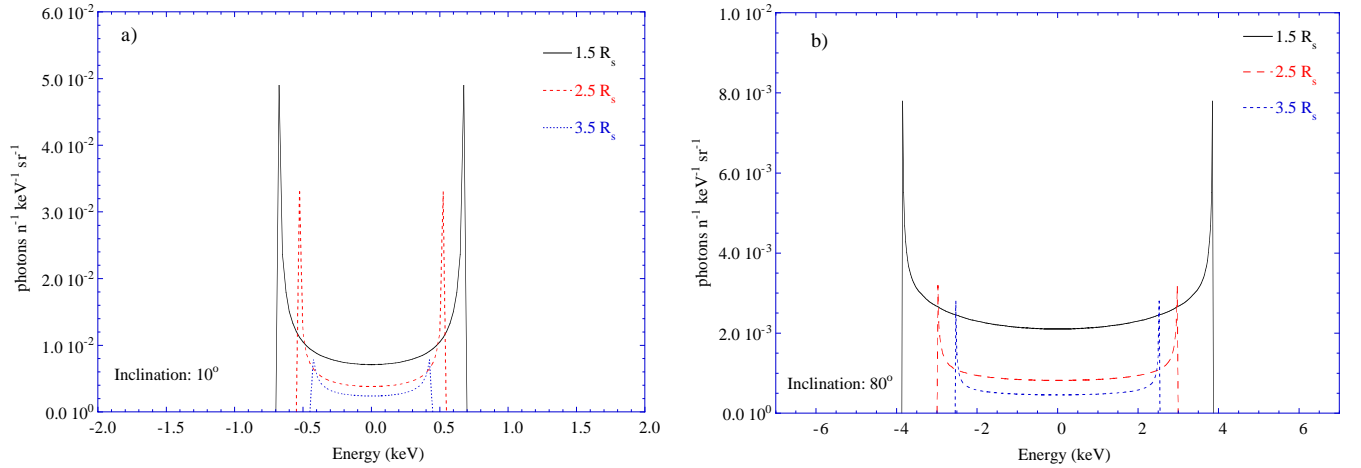 a)
1.5 R_s
2.5 R_s
3.5 R_s
6.0 10^-2
5.0 10^-2
4.0 10^-2
3.0 10^-2
2.0 10^-2
1.0 10^-2
0.0 10^0
photons n^-1 keV^-1 sr^-1
Inclination: 10^o
-2.0 -1.5 -1.0 -0.5 0.0 0.5 1.0 1.5 2.0
Energy (keV)
b)
1.5 R_s
2.5 R_s
3.5 R_s
1.0 10^-2
8.0 10^-3
6.0 10^-3
4.0 10^-3
2.0 10^-3
0.0 10^0
photons n^-1 keV^-1 sr^-1
Inclination: 80^o
-6 -4 -2 0 2 4 6
Energy (keV)